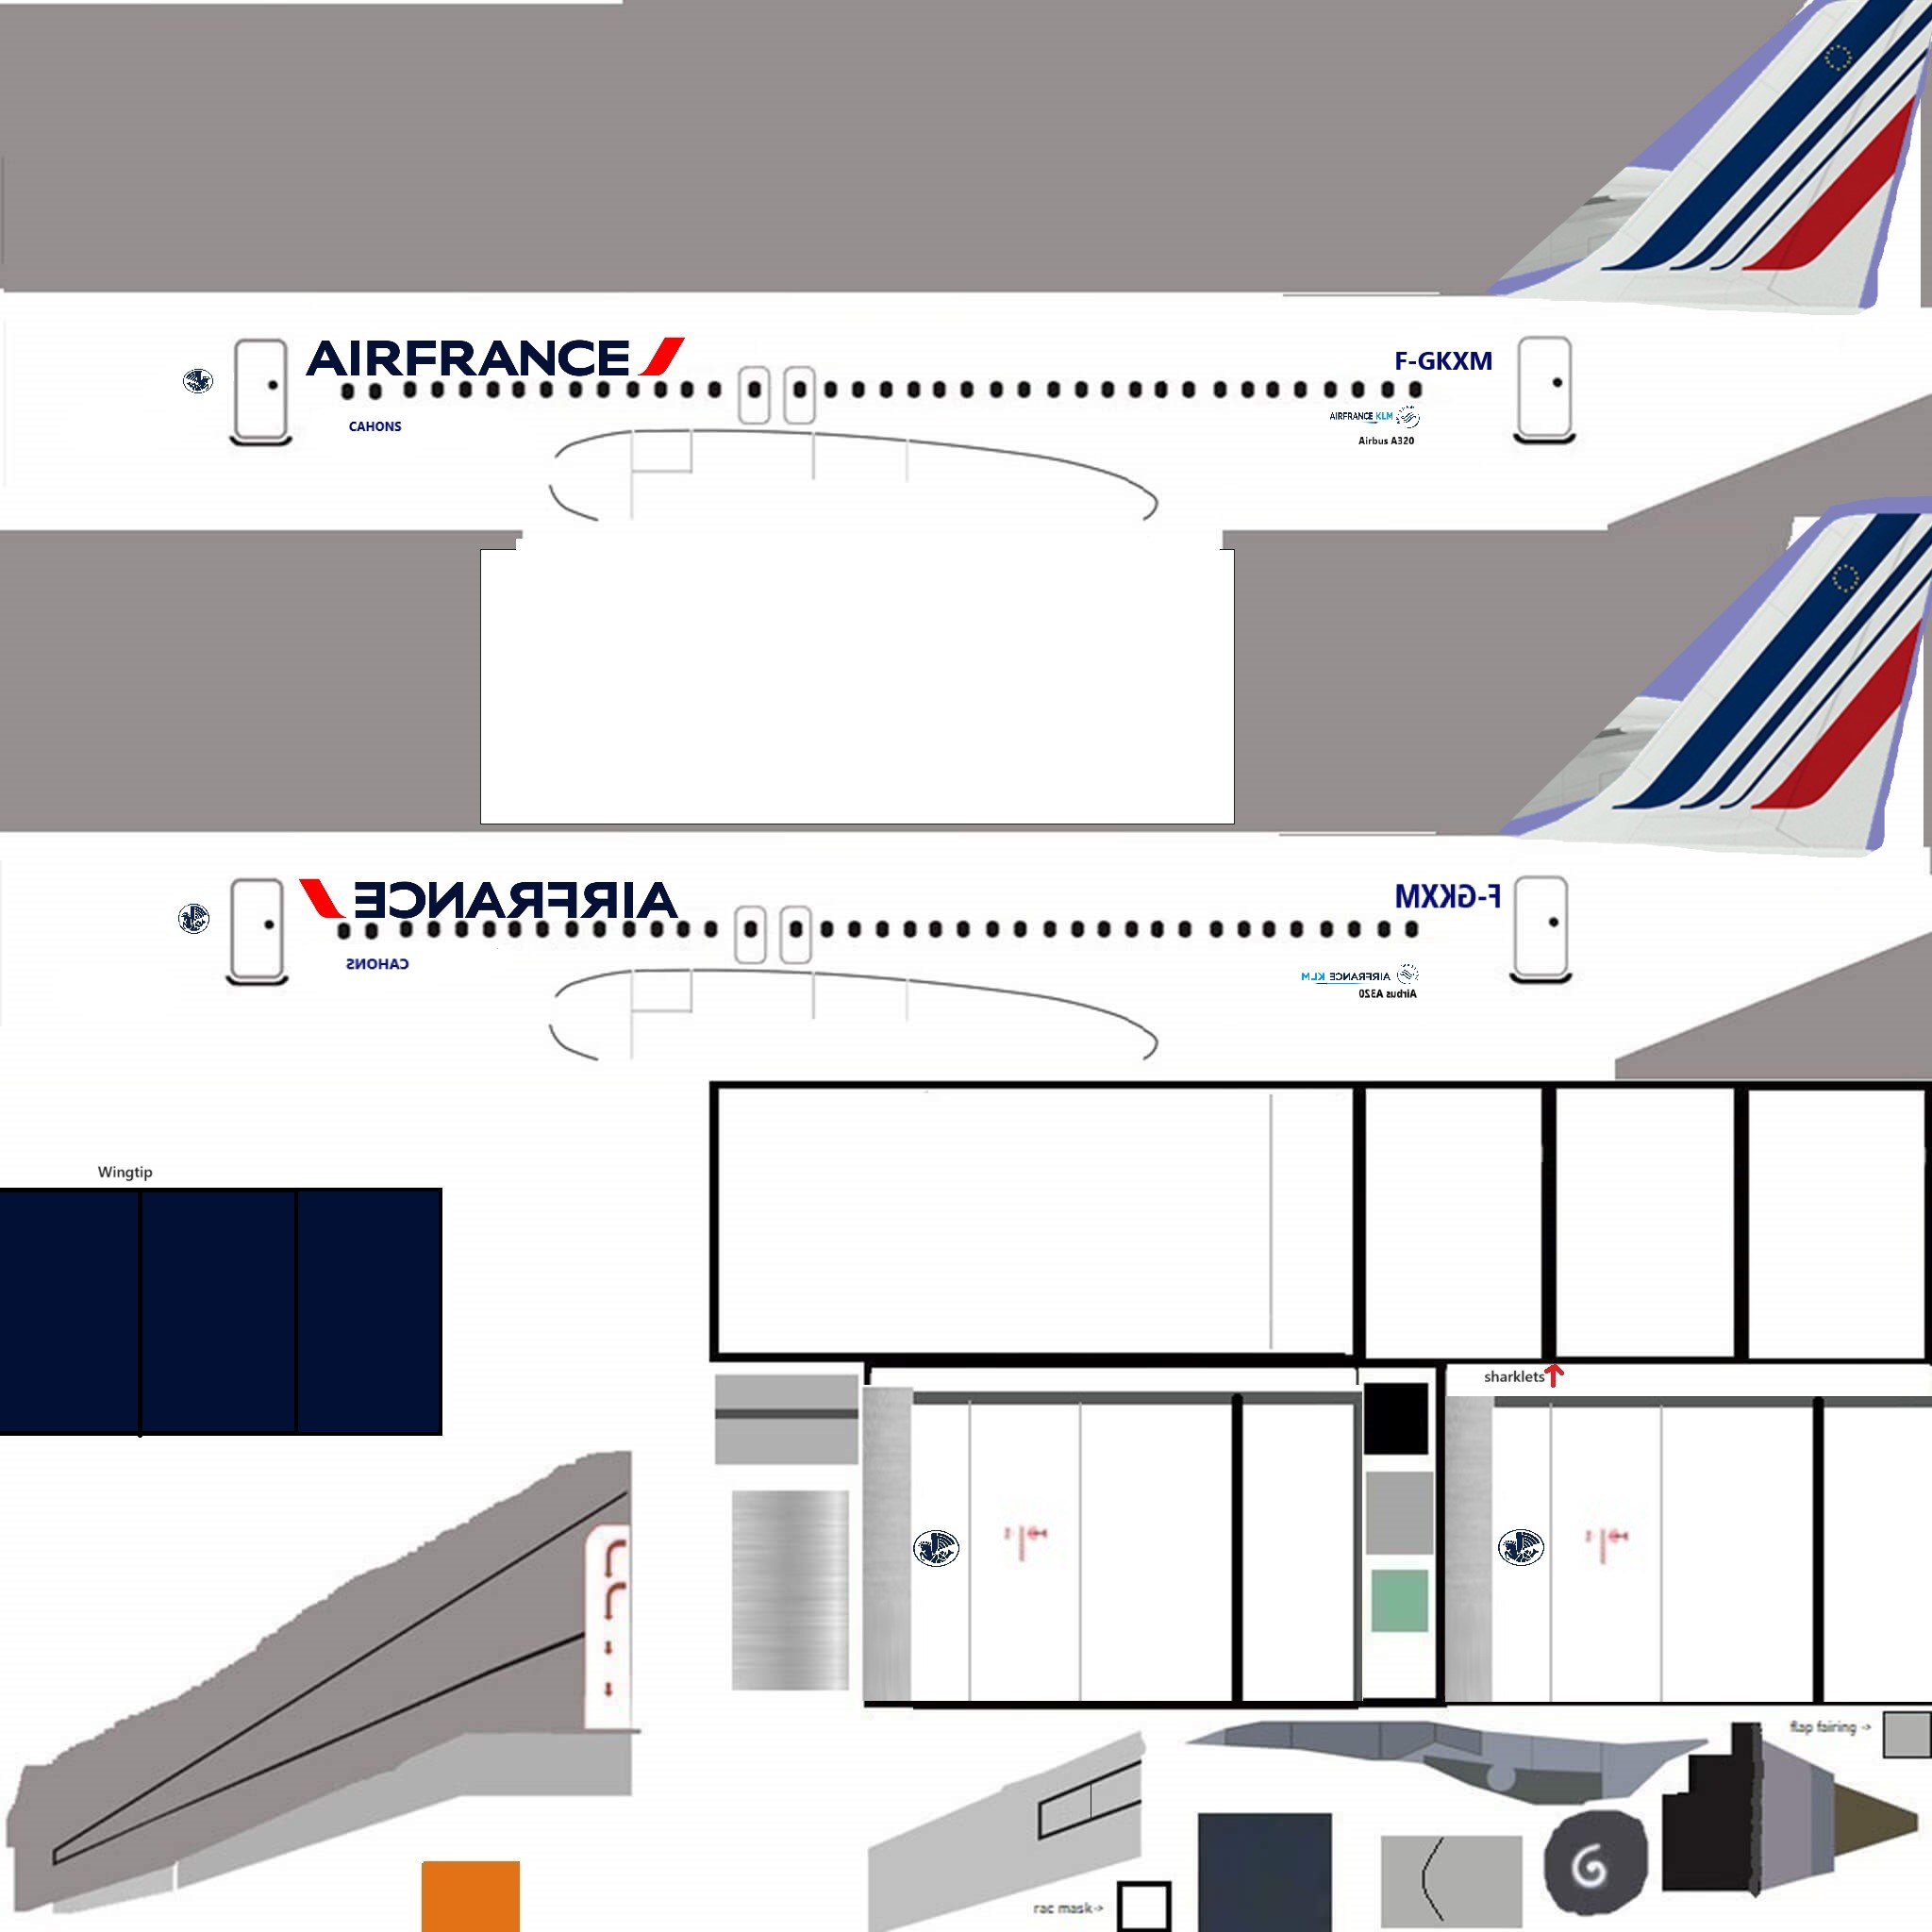 AIRFRANCE
F-GKXM
CAHONS
AIRFRANCE KLM
Airbus A320
AIRFRANCE
F-GKXM
CAHONS
AIRFRANCE KLM
Airbus A320
Wingtip
sharklets
flap fairing ->
rac mask->